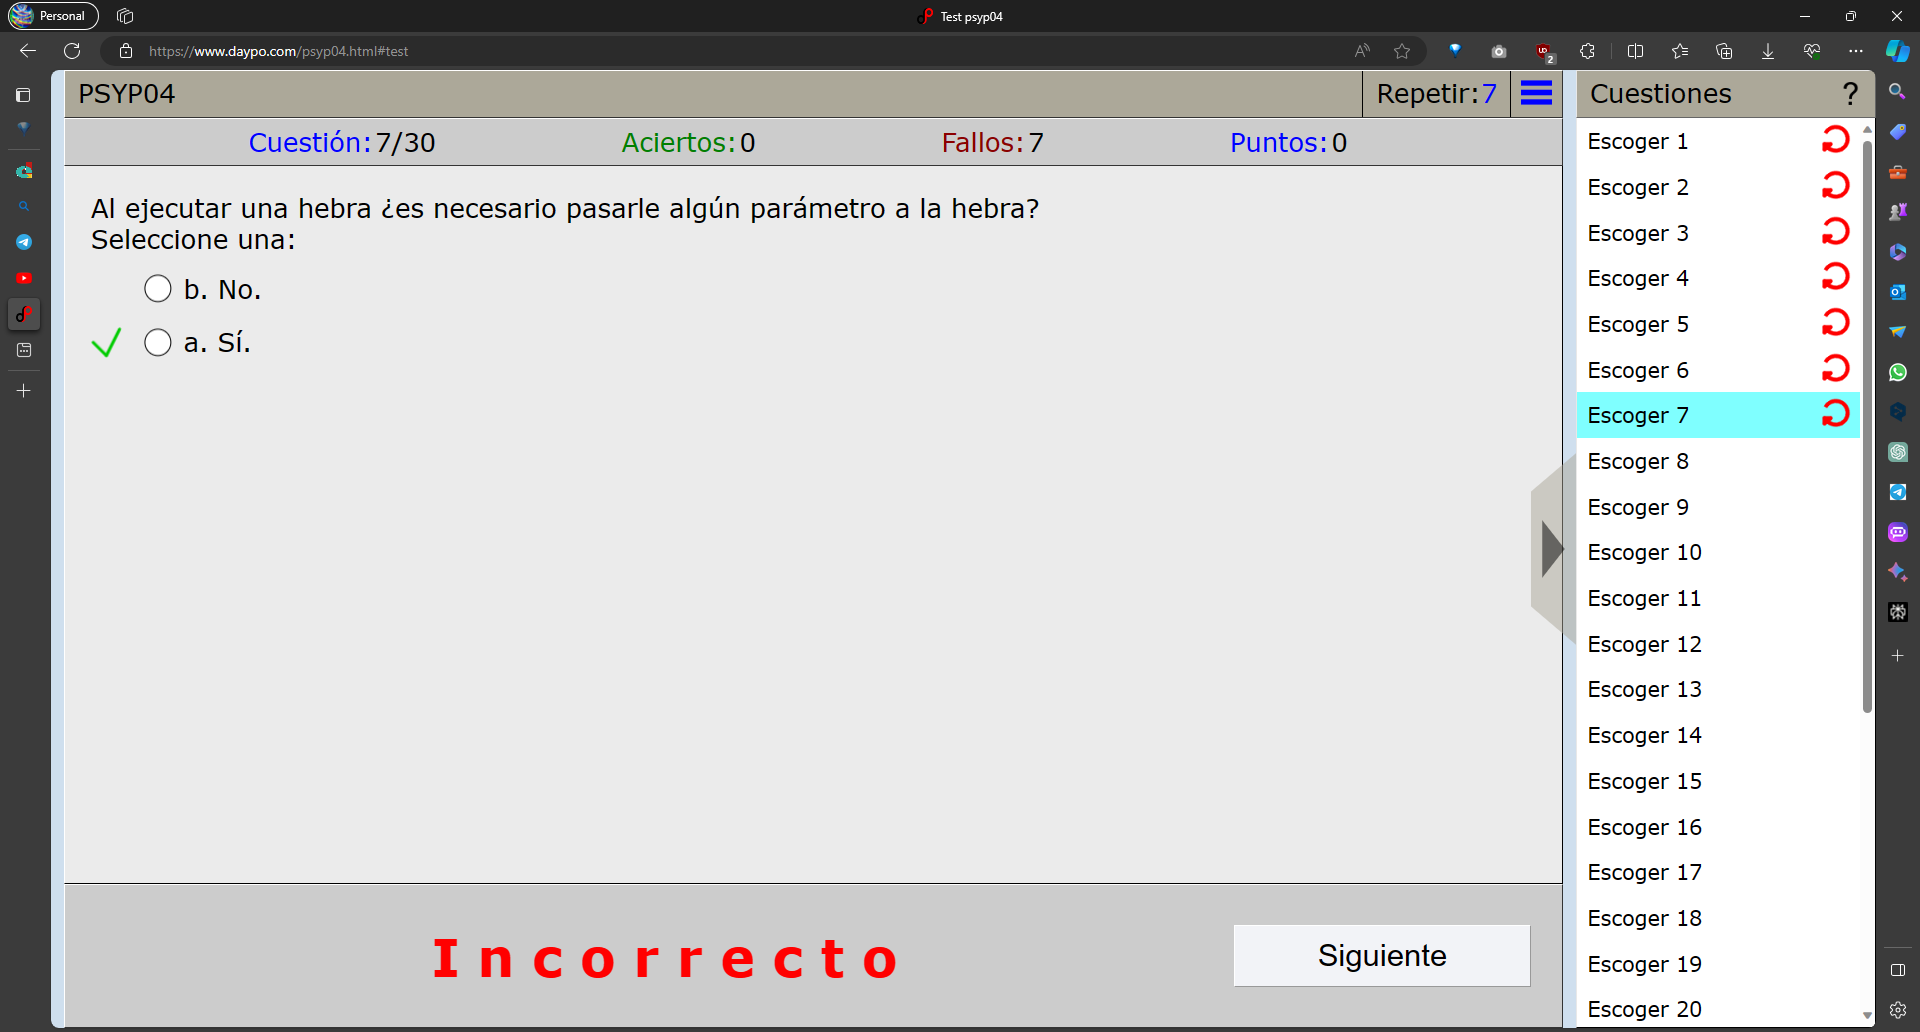 Personal
Test psyp04
https://www.daypo.com/psyp04.html#test
2
PSYP04
Repetir:7
Cuestión:7/30
Aciertos:0
Fallos:7
Puntos:0
Al ejecutar una hebra ¿es necesario pasarle algún parámetro a la hebra?
Seleccione una:
b. No.
a. Sí.
Incorrecto
Siguiente
Cuestiones
?
Escoger 1
Escoger 2
Escoger 3
Escoger 4
Escoger 5
Escoger 6
Escoger 7
Escoger 8
Escoger 9
Escoger 10
Escoger 11
Escoger 12
Escoger 13
Escoger 14
Escoger 15
Escoger 16
Escoger 17
Escoger 18
Escoger 19
Escoger 20